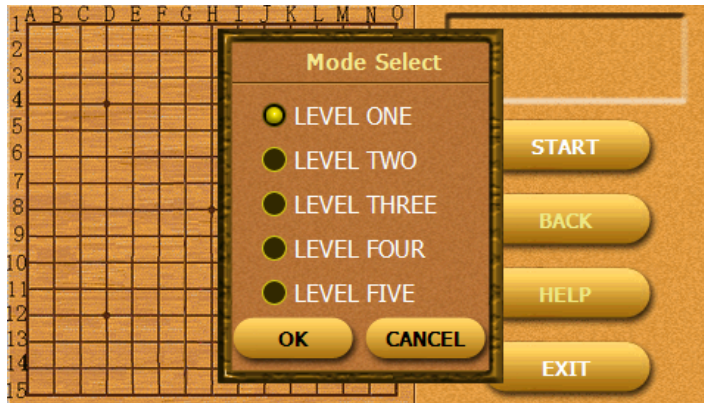 A B C D E F G H I J K L M N O
1
2
3
4
5
6
7
8
9
10
11
12
13
14
15
Mode Select
LEVEL ONE
LEVEL TWO
LEVEL THREE
LEVEL FOUR
LEVEL FIVE
OK CANCEL
START
BACK
HELP
EXIT